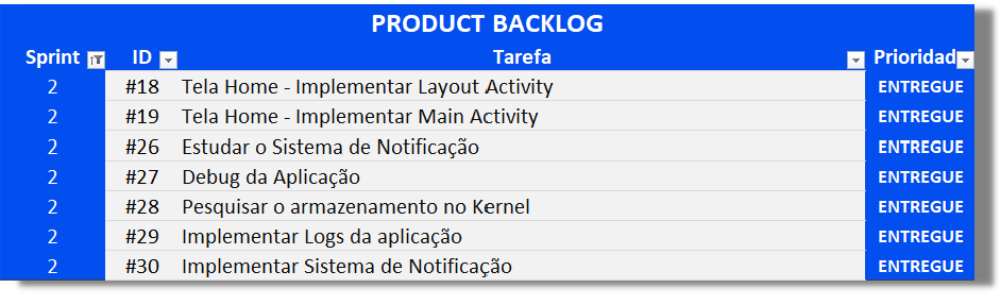 PRODUCT BACKLOG
Sprint ID Tarefa Prioridad
2 #18 Tela Home - Implementar Layout Activity ENTREGUE
2 #19 Tela Home - Implementar Main Activity ENTREGUE
2 #26 Estudar o Sistema de Notificação ENTREGUE
2 #27 Debug da Aplicação ENTREGUE
2 #28 Pesquisar o armazenamento no Kernel ENTREGUE
2 #29 Implementar Logs da aplicação ENTREGUE
2 #30 Implementar Sistema de Notificação ENTREGUE